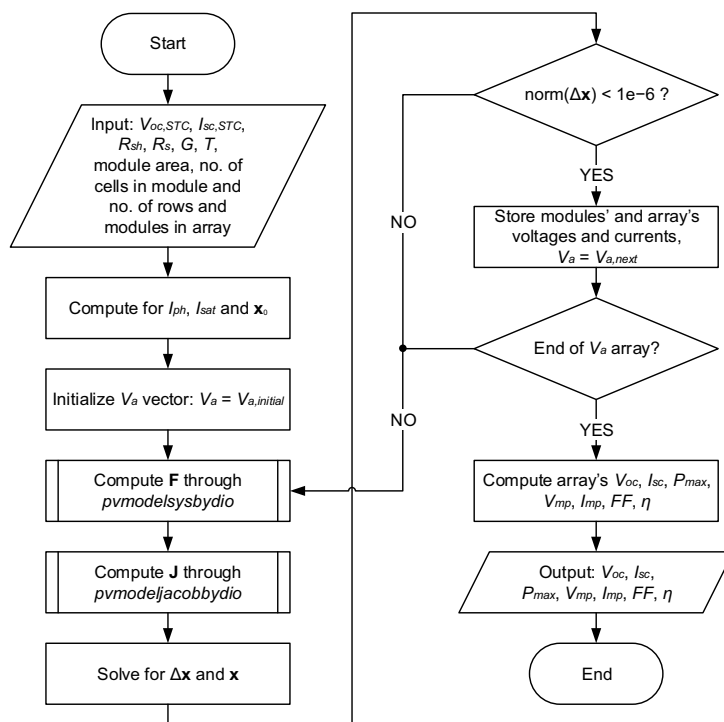 Start
Input: Voc,STC, Isc,STC,
Rsh, Rs, G, T,
module area, no. of
cells in module and
no. of rows and
modules in array
Compute for Iph, Isat and x₀
Initialize Va vector: Va = Va,initial
Compute F through
pvmodelsysbydio
Compute J through
pvmodeljacobbydio
Solve for Δx and x
norm(Δx) < 1e−6 ?
YES
NO
Store modules’ and array’s
voltages and currents,
Va = Va,next
End of Va array?
NO
YES
Compute array's Voc, Isc, Pmax,
Vmp, Imp, FF, η
Output: Voc, Isc,
Pmax, Vmp, Imp, FF, η
End